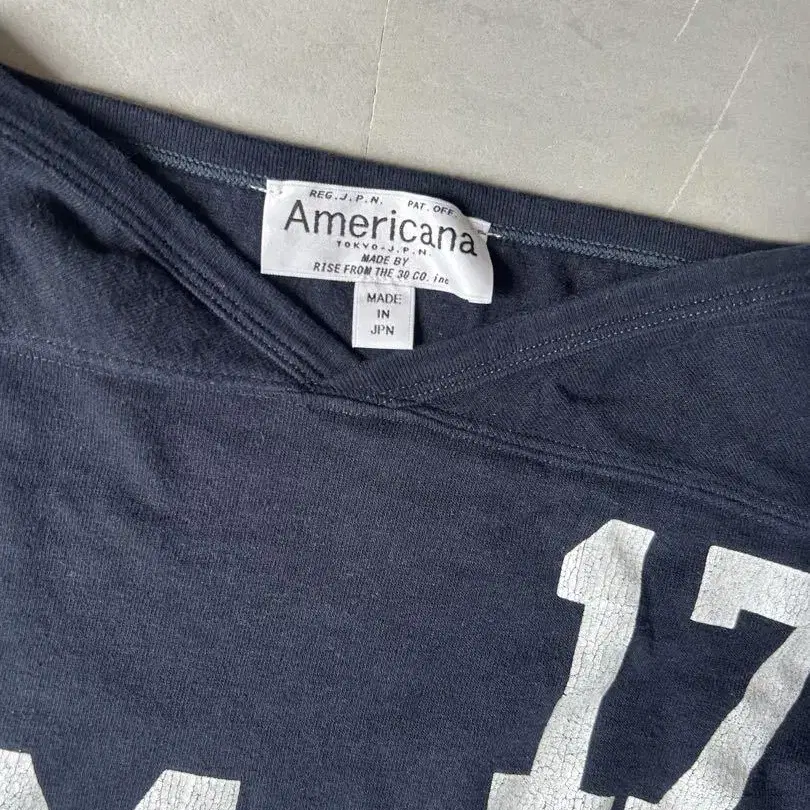 REG.J.P.N. PAT.OFF.
Americana
TOKYO-J.P.N.
MADE BY
RISE FROM THE 30 CO. inc
MADE
IN
JPN
17